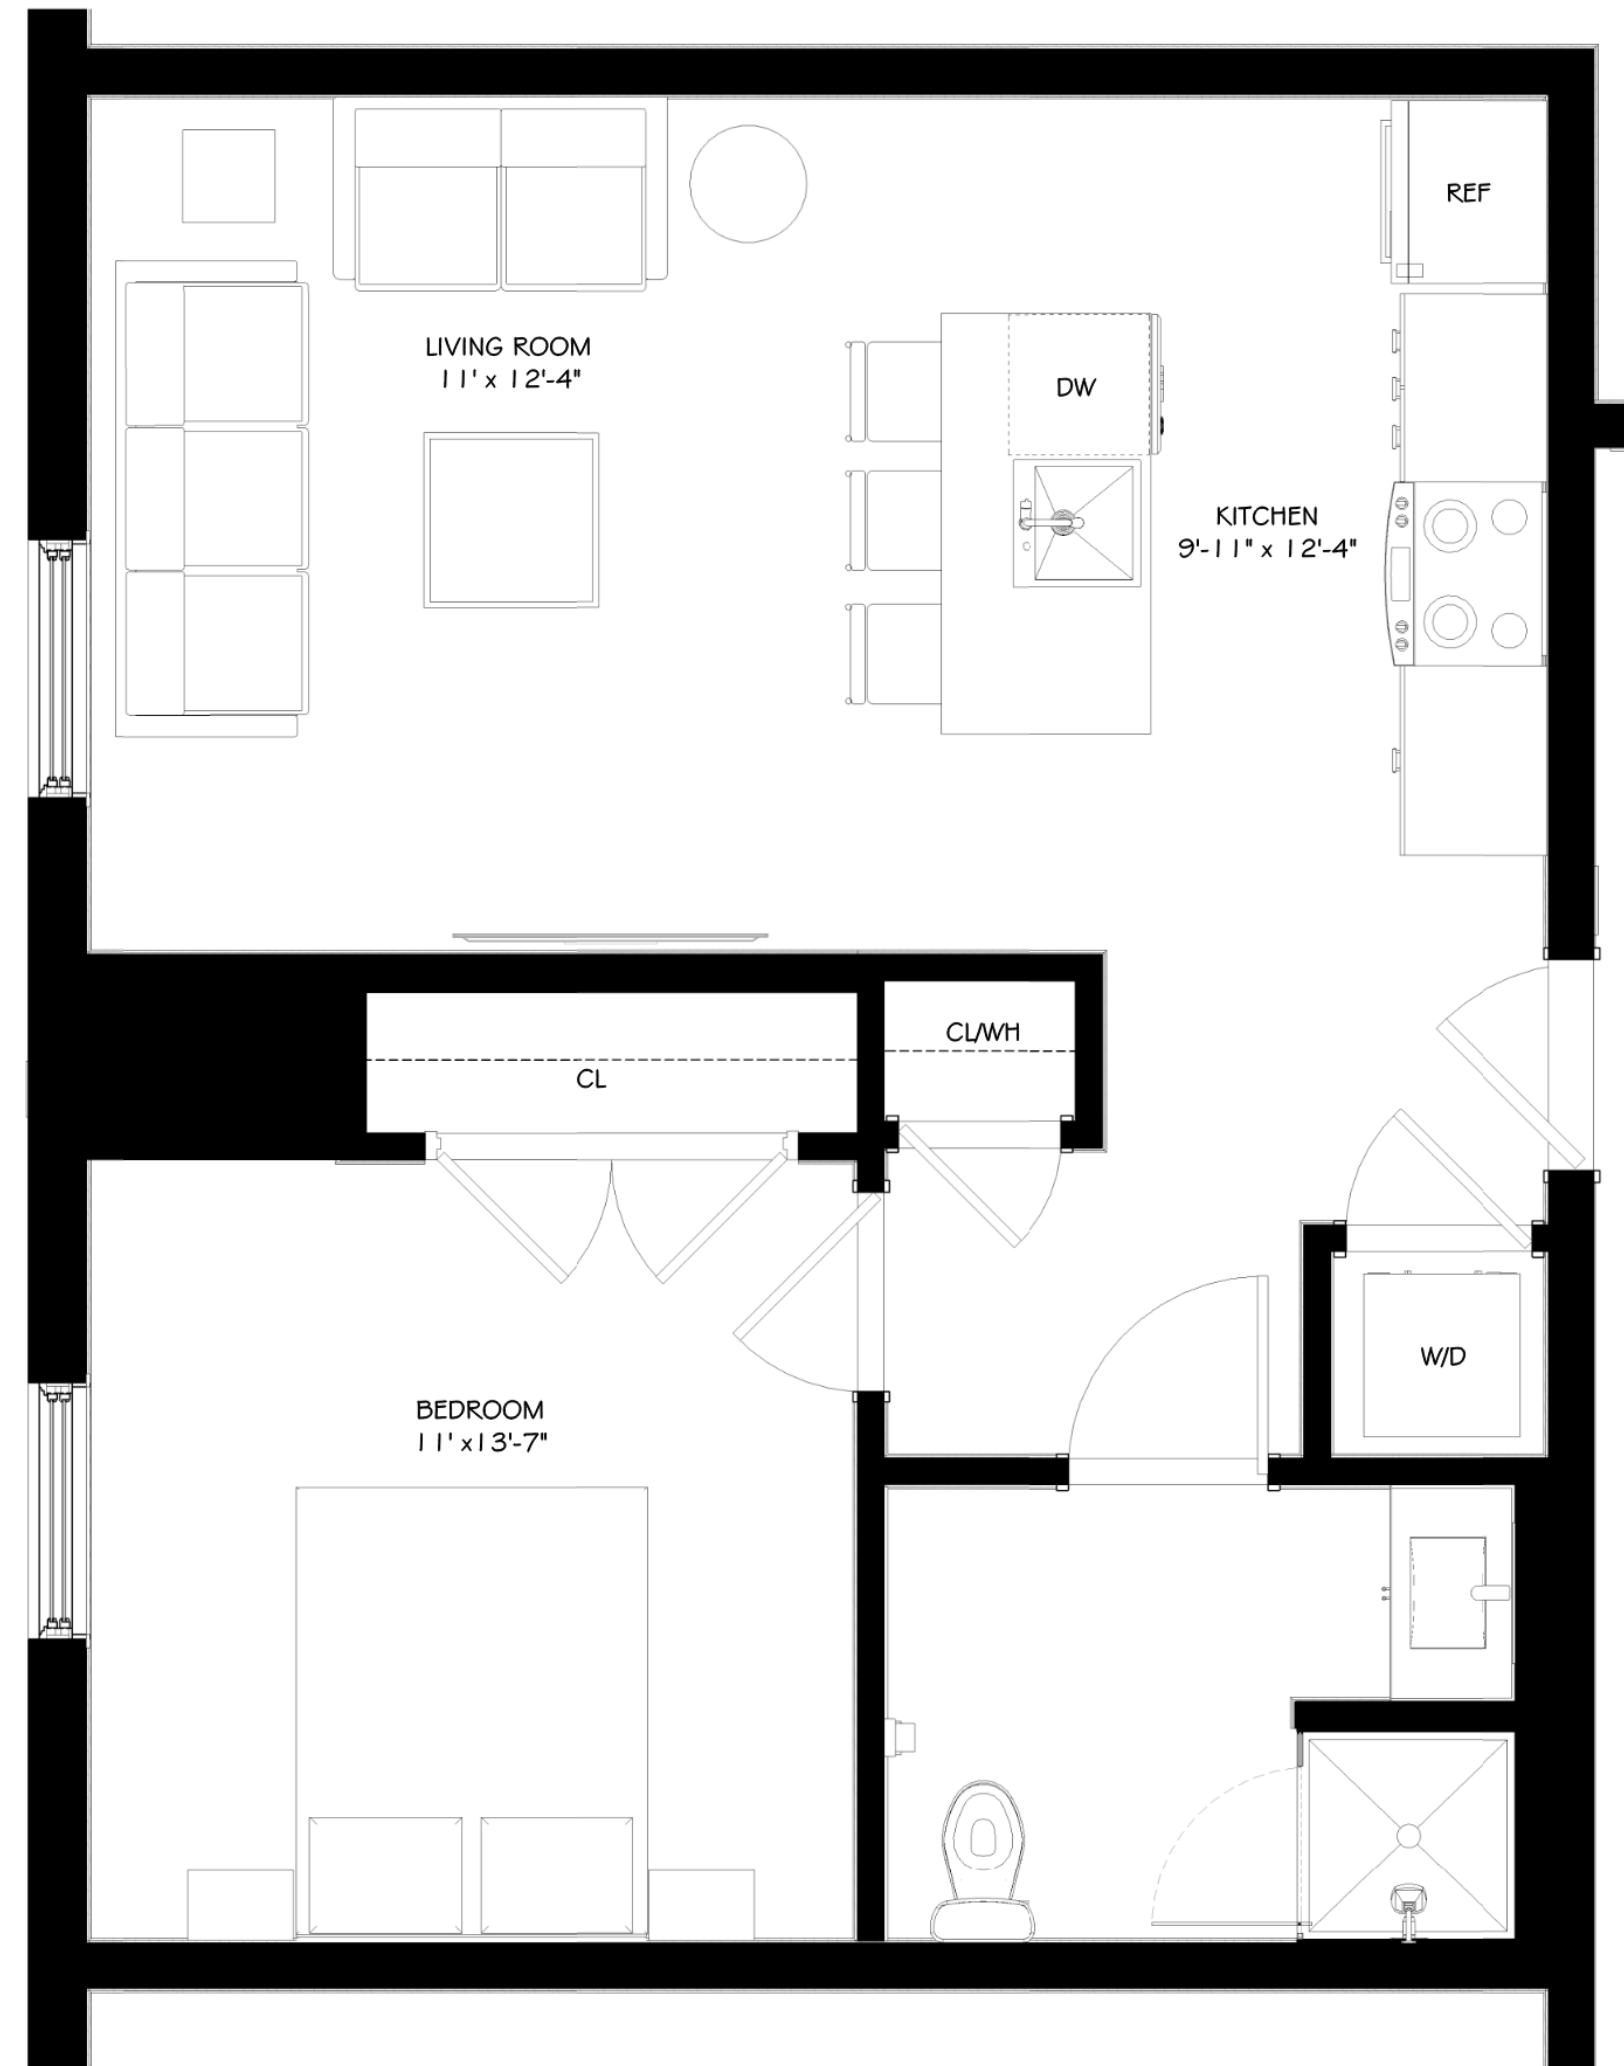 REF
LIVING ROOM
11' x 12'-4"
DW
KITCHEN
9'-11" x 12'-4"
CL/WH
CL
W/D
BEDROOM
11' x13'-7"